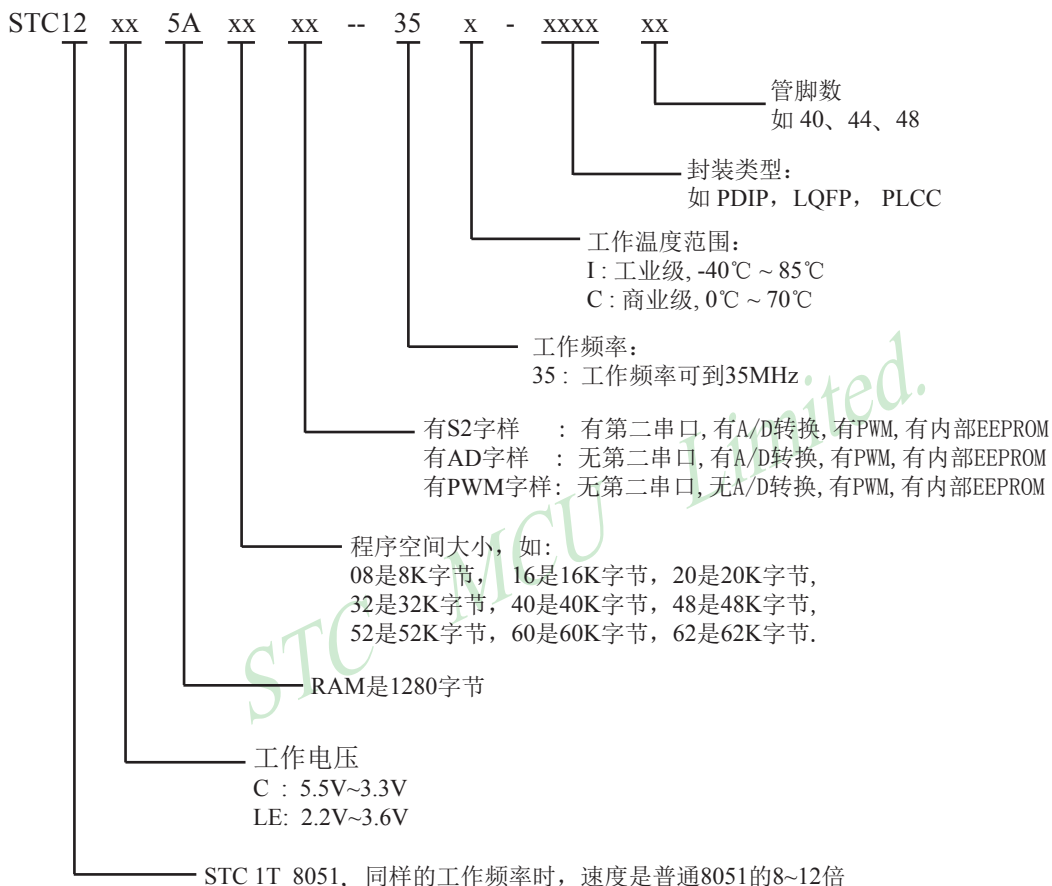 STC12 xx 5A xx xx -- 35 x - xxxx xx
管脚数
如 40、44、48
封装类型：
如 PDIP，LQFP， PLCC
工作温度范围：
I : 工业级, -40℃ ~ 85℃
C : 商业级, 0℃ ~ 70℃
工作频率：
35 : 工作频率可到35MHz
有S2字样 : 有第二串口,有A/D转换,有PWM,有内部EEPROM
有AD字样 : 无第二串口,有A/D转换,有PWM,有内部EEPROM
有PWM字样: 无第二串口,无A/D转换,有PWM,有内部EEPROM
程序空间大小，如:
08是8K字节， 16是16K字节，20是20K字节,
32是32K字节，40是40K字节，48是48K字节,
52是52K字节，60是60K字节，62是62K字节.
RAM是1280字节
工作电压
C : 5.5V~3.3V
LE: 2.2V~3.6V
STC 1T 8051, 同样的工作频率时，速度是普通8051的8~12倍
STC MCU Limited.